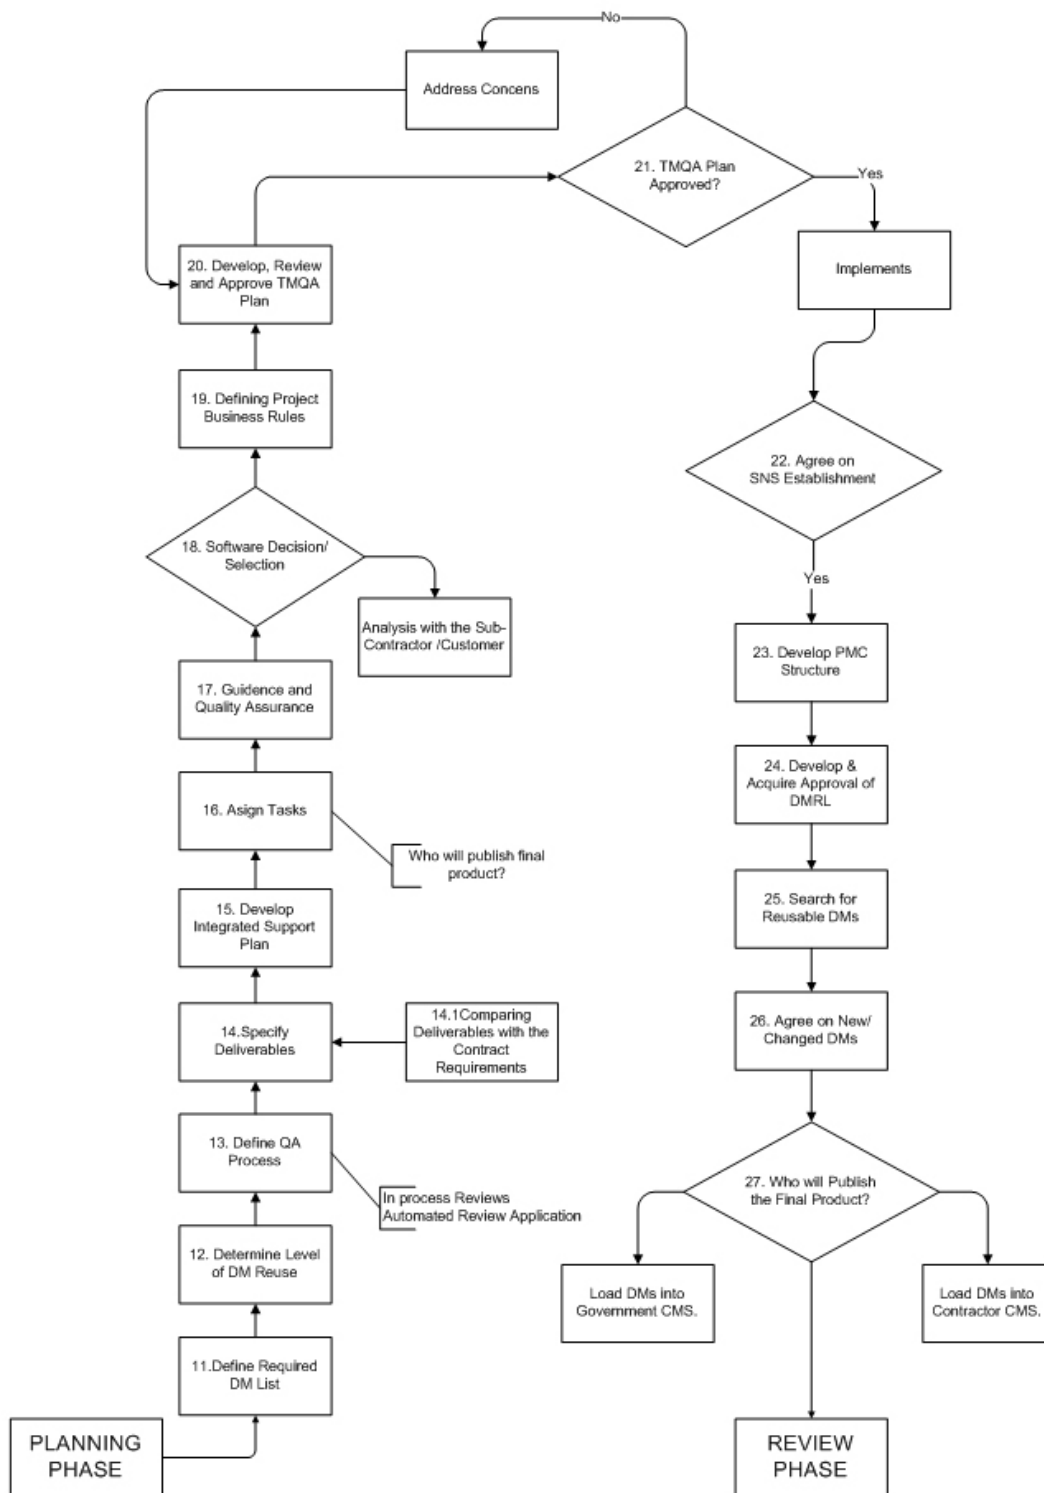 No
Address Concens
21. TMQA Plan
Approved?
Yes
Implements
20. Develop, Review
and Approve TMQA
Plan
19. Defining Project
Business Rules
22. Agree on
SNS Establishment
18. Software Decision/
Selection
Yes
Analysis with the Sub-
Contractor /Customer
23. Develop PMC
Structure
17. Guidence and
Quality Assurance
24. Develop &
Acquire Approval of
DMRL
16. Asign Tasks
Who will publish final
product?
25. Search for
Reusable DMs
15. Develop
Integrated Support
Plan
14.Specify
Deliverables
14.1Comparing
Deliverables with the
Contract
Requirements
26. Agree on New/
Changed DMs
13. Define QA
Process
In process Reviews
Automated Review Application
27. Who will Publish
the Final Product?
12. Determine Level
of DM Reuse
Load DMs into
Government CMS.
Load DMs into
Contractor CMS.
11.Define Required
DM List
PLANNING
PHASE
REVIEW
PHASE